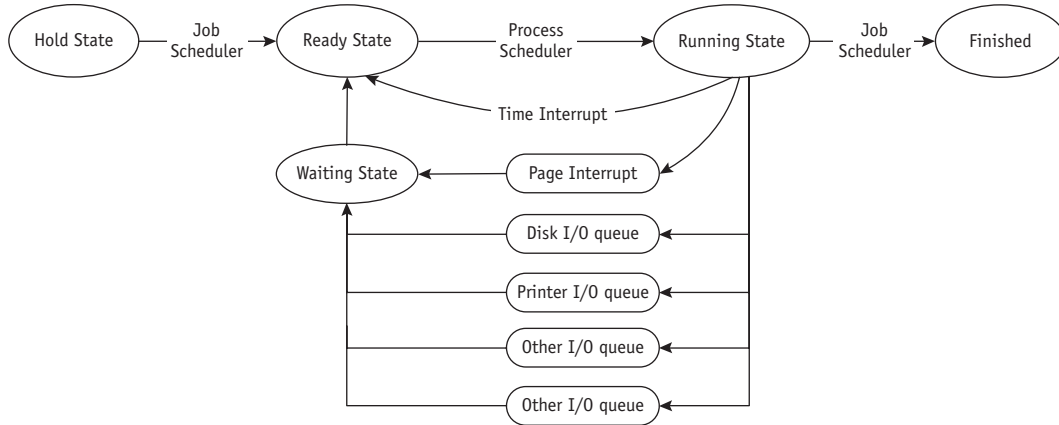 Hold State
Job
Scheduler
Ready State
Process
Scheduler
Running State
Job
Scheduler
Finished
Time Interrupt
Waiting State
Page Interrupt
Disk I/O queue
Printer I/O queue
Other I/O queue
Other I/O queue